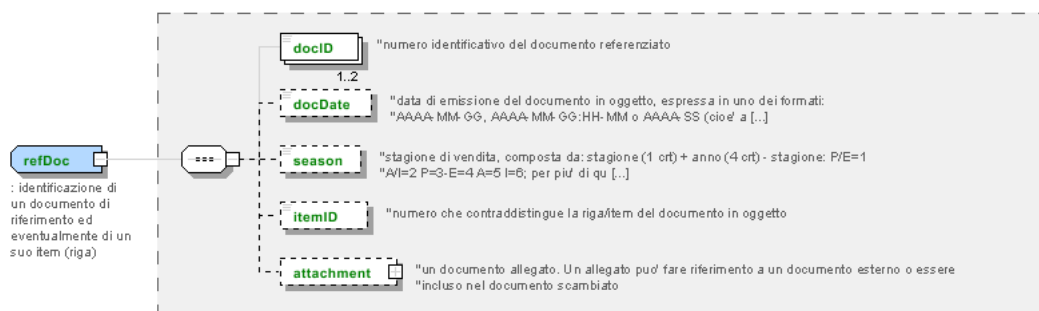 docID
"numero identificativo del documento referenziato
1..2
docDate
"data di emissione del documento in oggetto, espressa in uno dei formati:
"AAAA-MM-GG, AAAA-MM-GG:HH-MM o AAAA-SS (cioe' a [...]
refDoc
: identificazione di
un documento di
riferimento ed
eventualmente di un
suo item (riga)
season
"stagione di vendita, composta da: stagione (1 crt) + anno (4 crt) - stagione: P/E=1
"A/I=2 P=3-E=4 A=5 I=6; per piu' di qu [...]
itemID
"numero che contraddistingue la riga/item del documento in oggetto
attachment
"un documento allegato. Un allegato puo' fare riferimento a un documento esterno o essere
"incluso nel documento scambiato